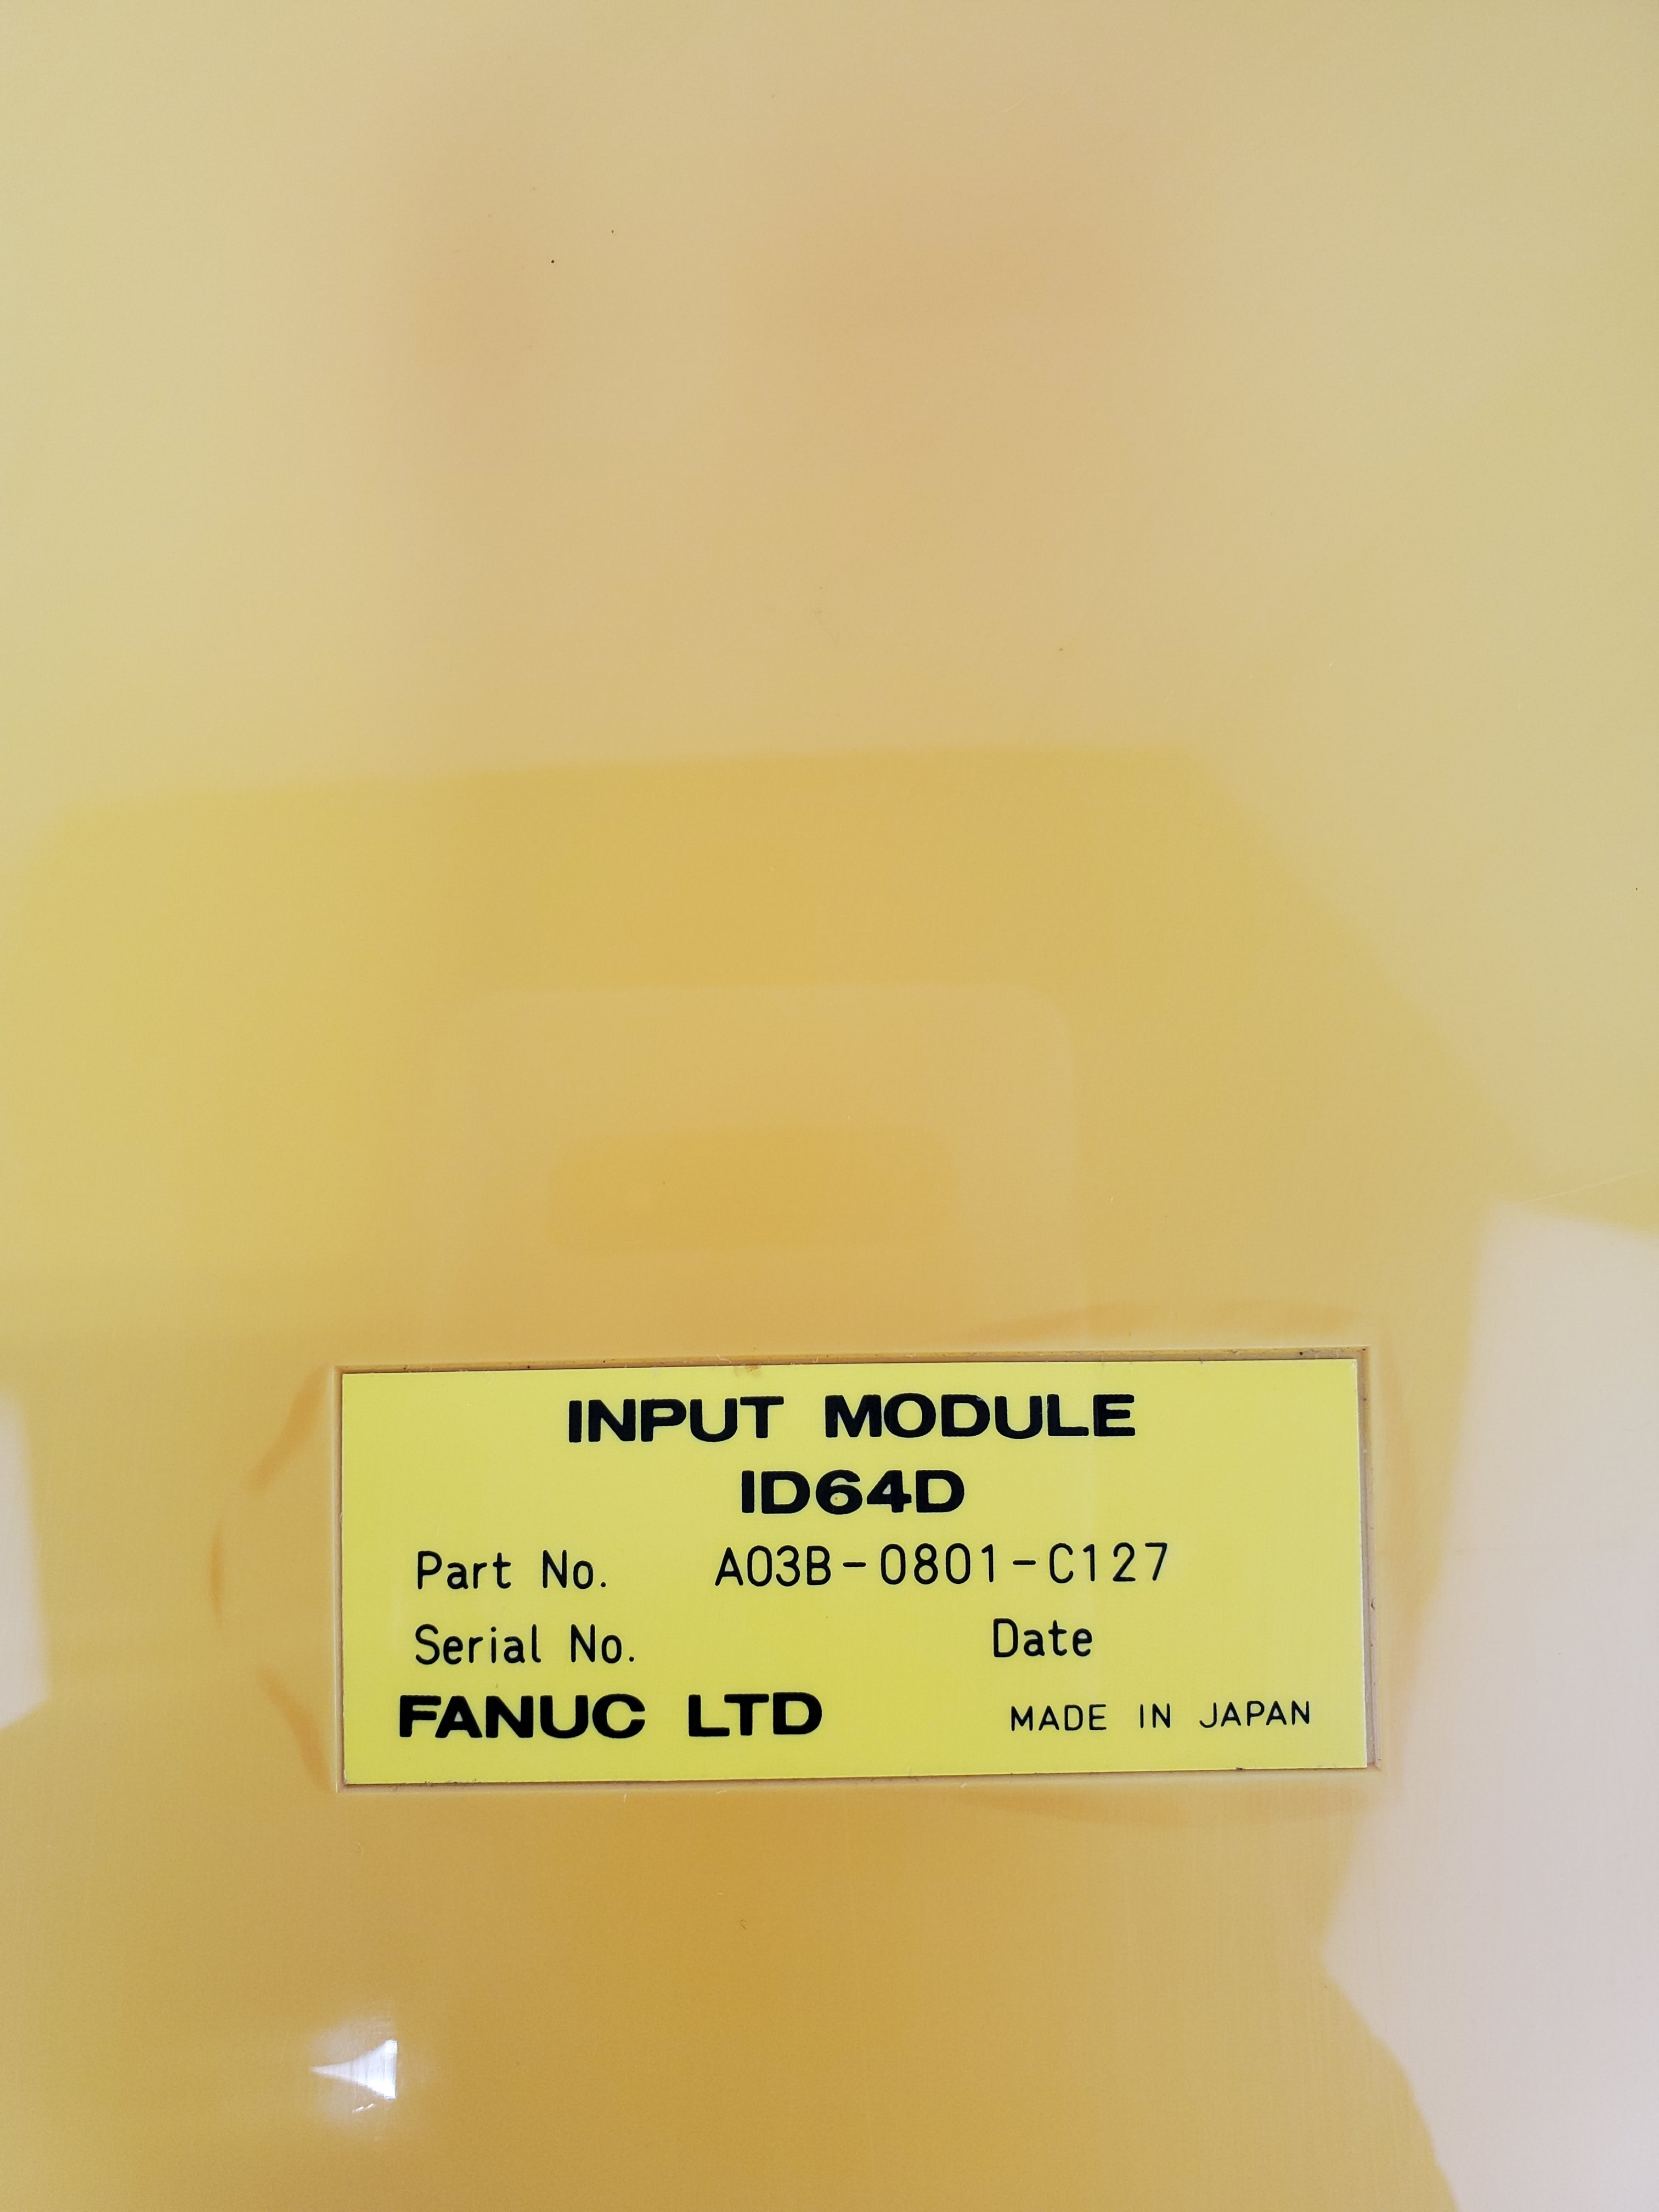 INPUT MODULE
ID64D
Part No. A03B-0801-C127
Serial No. Date
FANUC LTD MADE IN JAPAN